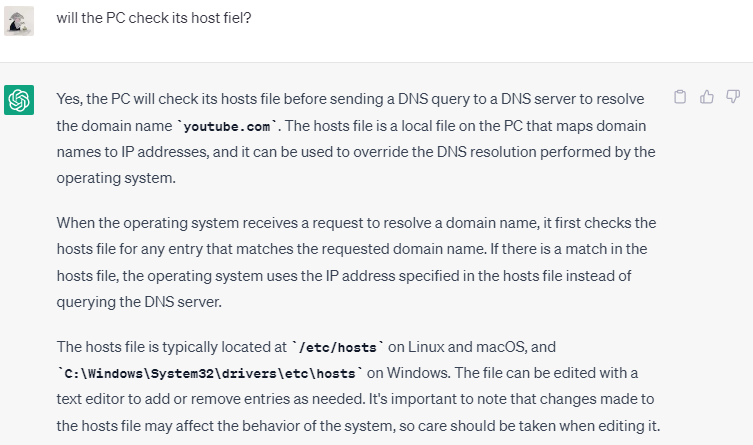 will the PC check its host fiel?
Yes, the PC will check its hosts file before sending a DNS query to a DNS server to resolve
the domain name `youtube.com`. The hosts file is a local file on the PC that maps domain
names to IP addresses, and it can be used to override the DNS resolution performed by the
operating system.
When the operating system receives a request to resolve a domain name, it first checks the
hosts file for any entry that matches the requested domain name. If there is a match in the
hosts file, the operating system uses the IP address specified in the hosts file instead of
querying the DNS server.
The hosts file is typically located at `/etc/hosts` on Linux and macOS, and
`C:\Windows\System32\drivers\etc\hosts` on Windows. The file can be edited with a
text editor to add or remove entries as needed. It's important to note that changes made to
the hosts file may affect the behavior of the system, so care should be taken when editing it.